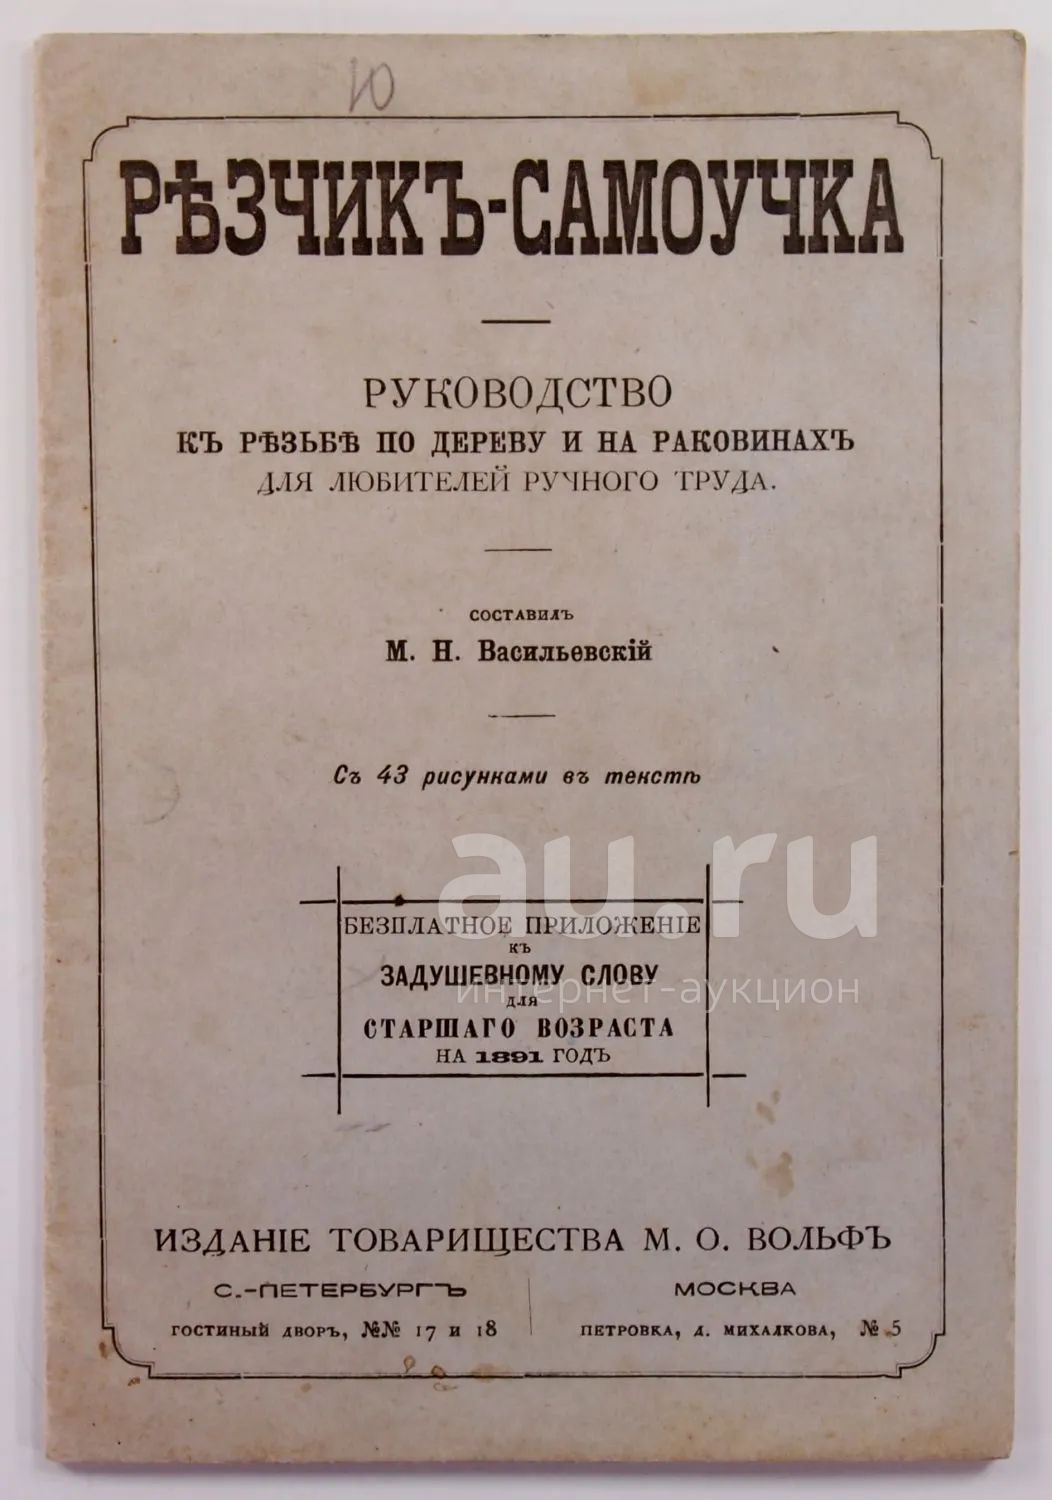 10
РѢЗЧИКЪ-САМОУЧКА
РУКОВОДСТВО
КЪ РѢЗЬБѢ ПО ДЕРЕВУ И НА РАКОВИНАХЪ
ДЛЯ ЛЮБИТЕЛЕЙ РУЧНОГО ТРУДА.
СОСТАВИЛЪ
М. Н. Васильевскій
Съ 43 рисунками въ текстѣ
au.ru
интернет-аукцион
БЕЗПЛАТНОЕ ПРИЛОЖЕНІЕ
КЪ
ЗАДУШЕВНОМУ СЛОВУ
ДЛЯ
СТАРШАГО ВОЗРАСТА
НА 1891 ГОДЪ
ИЗДАНІЕ ТОВАРИЩЕСТВА М. О. ВОЛЬФЪ
С.-ПЕТЕРБУРГЪ
ГОСТИНЫЙ ДВОРЪ, №№ 17 И 18
МОСКВА
ПЕТРОВКА, Д. МИХАЛКОВА, № 5